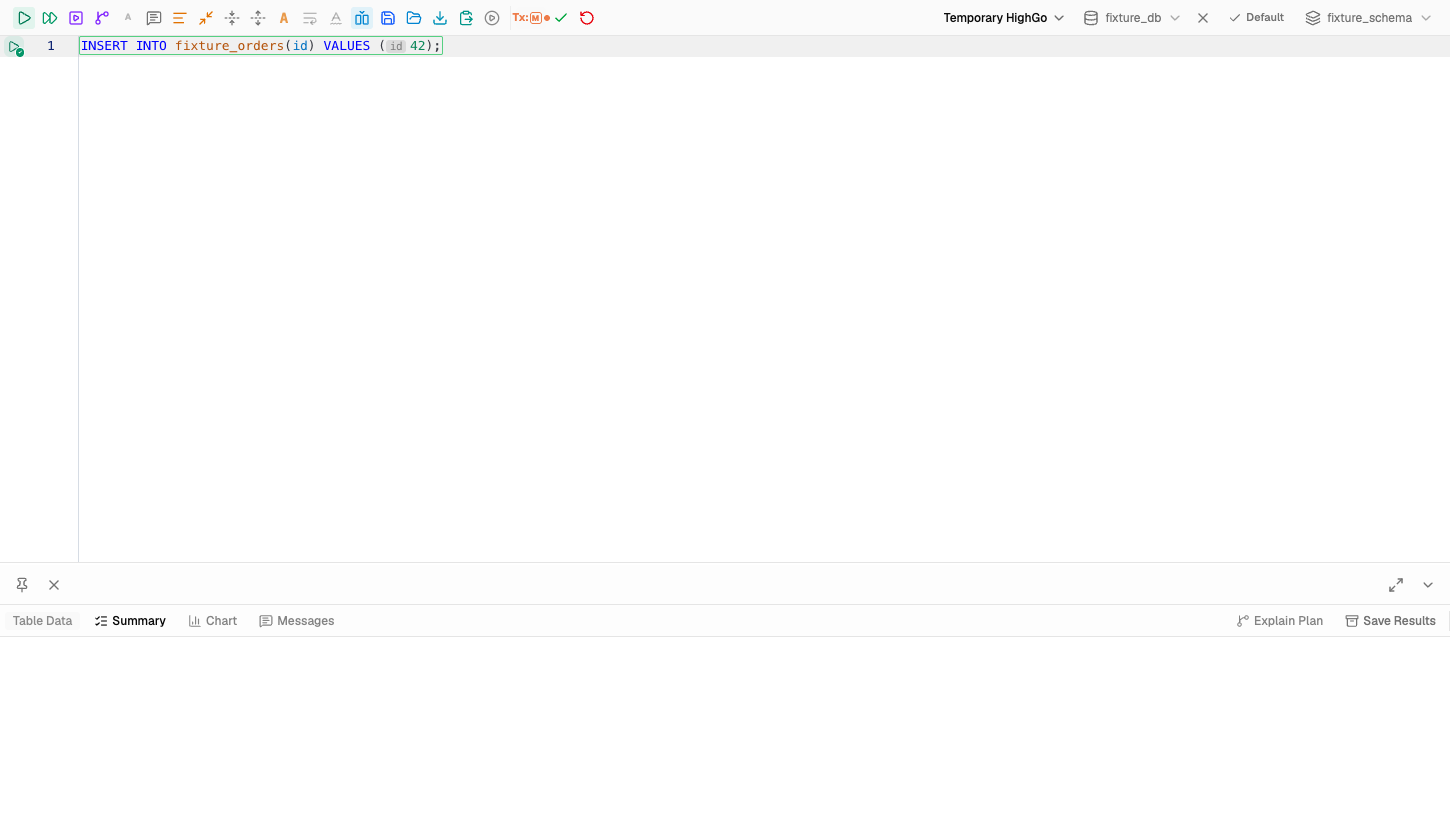 A A A Tx: M Temporary HighGo fixture_db Default fixture_schema
1 INSERT INTO fixture_orders(id) VALUES (id 42);
Table Data Summary Chart Messages Explain Plan Save Results